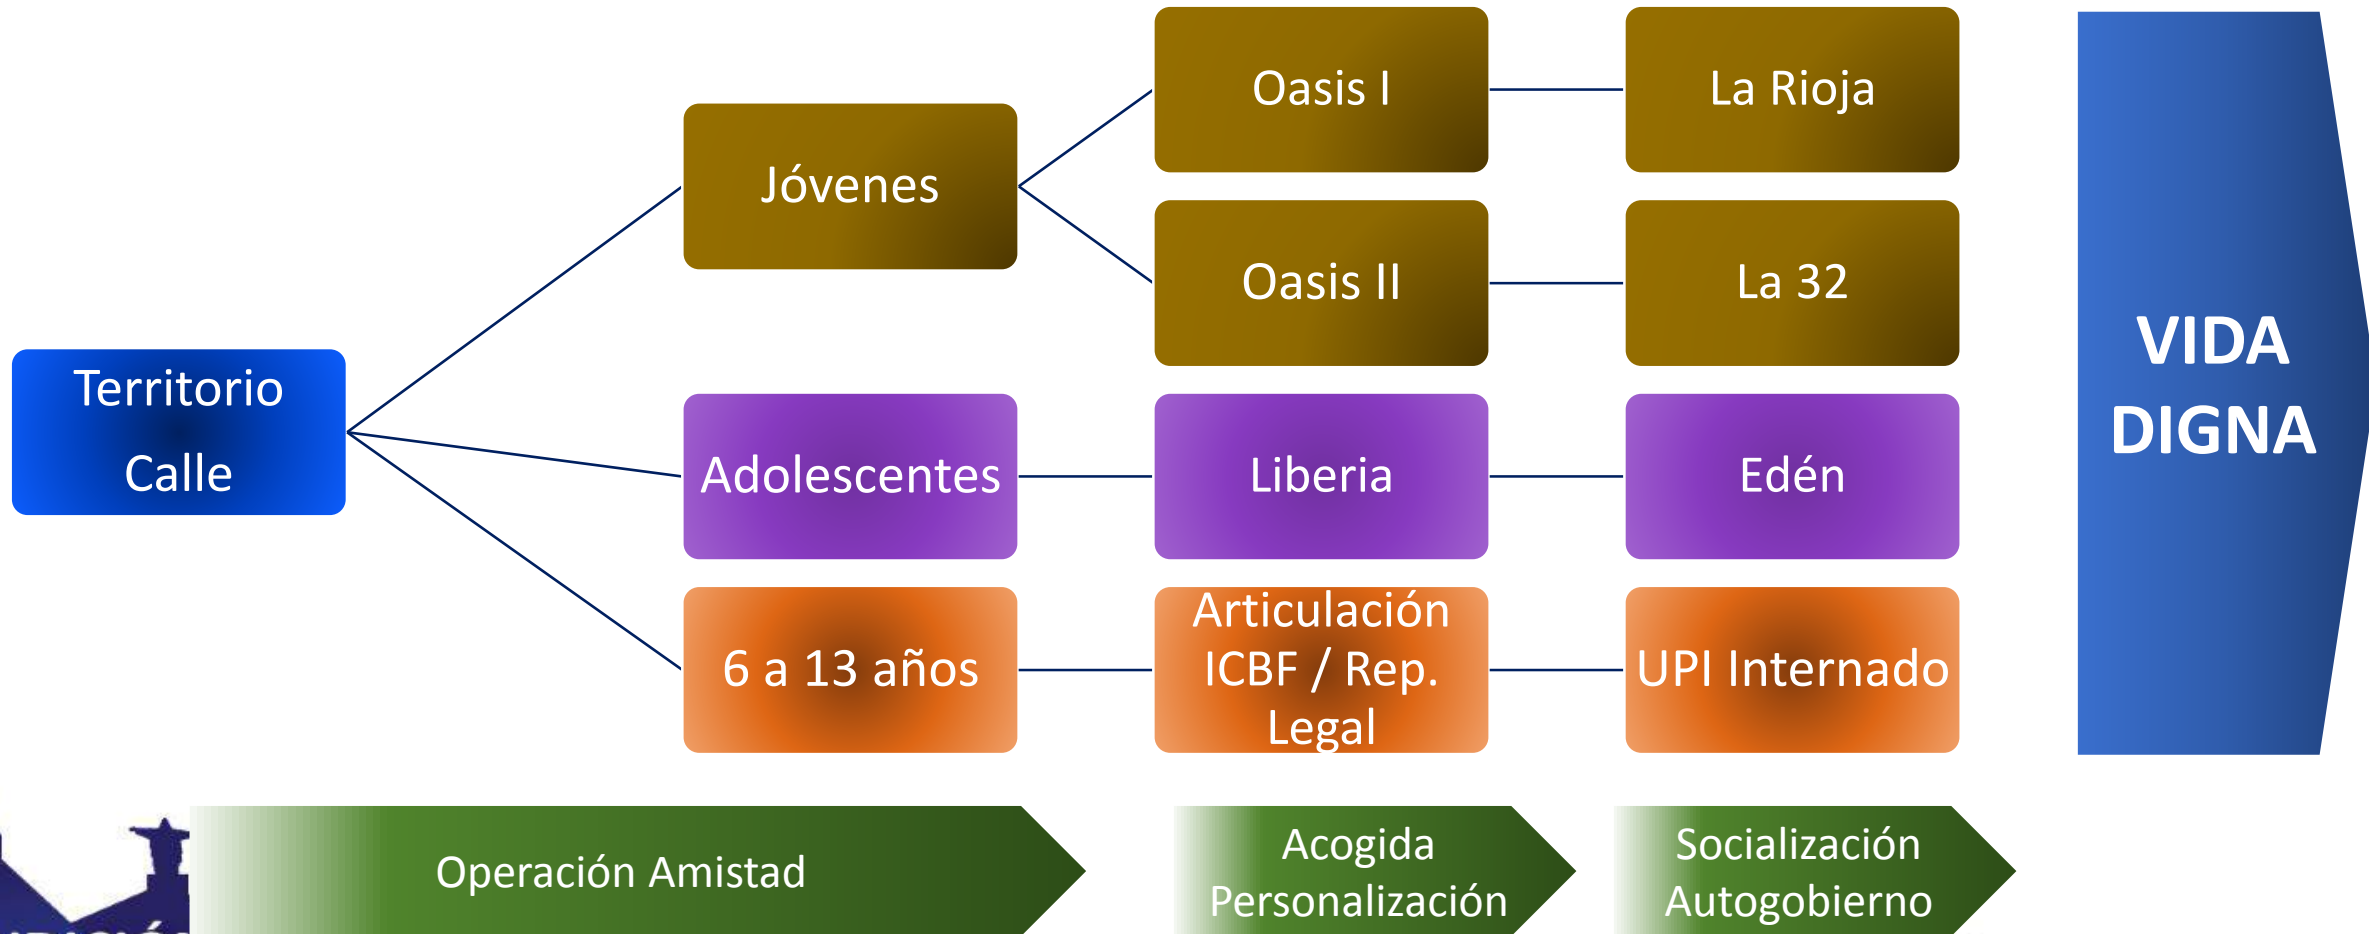 Territorio
Calle
Jóvenes
Oasis I
La Rioja
Oasis II
La 32
Adolescentes
Liberia
Edén
6 a 13 años
Articulación
ICBF / Rep.
Legal
UPI Internado
VIDA
DIGNA
Operación Amistad
Acogida
Personalización
Socialización
Autogobierno